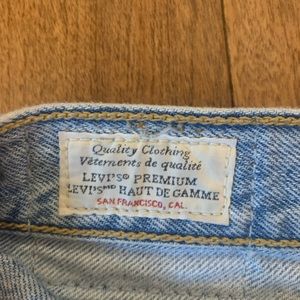 Quality Clothing
Vêtements de qualité
LEVI'S® PREMIUM
LEVI'SMD HAUT DE GAMME
SAN FRANCISCO, CAL.